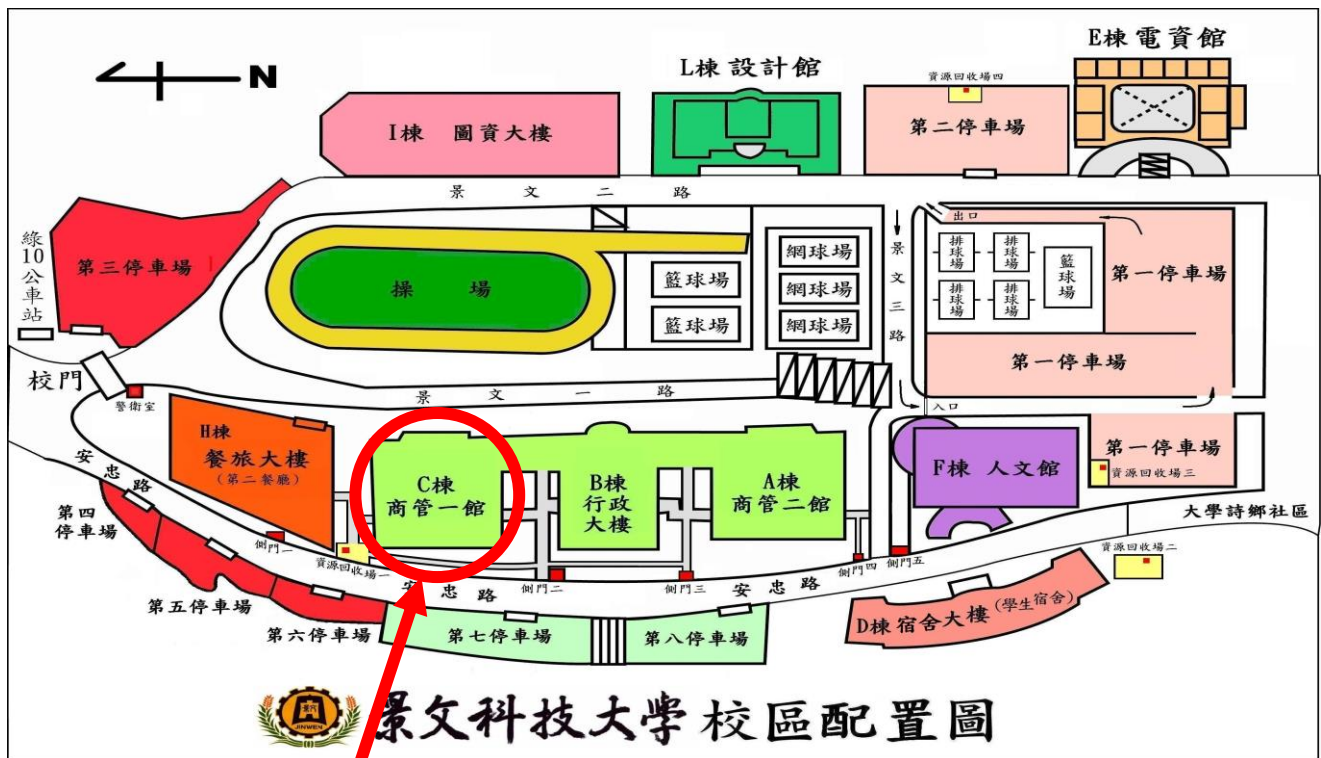 E棟電資館
L棟設計館
資源回收場四
N
第二停車場
I棟 圖資大樓
景文二路
出口
綠10公車站
第三停車場
操場
籃球場
籃球場
網球場
網球場
網球場
景文三路
排球場
排球場
排球場
排球場
籃球場
第一停車場
第一停車場
校門
警衛室
景文一路
入口
H棟
餐旅大樓
(第二餐廳)
C棟
商管一館
B棟
行政
大樓
A棟
商管二館
F棟 人文館
第一停車場
資源回收場三
安忠路
第四
停車場
側門一
資源回收場一
安忠路
側門二
側門三
安忠路
側門四
側門五
大學詩鄉社區
資源回收場二
第五停車場
第六停車場
第七停車場
第八停車場
D棟宿舍大樓(學生宿舍)
景文
JINWEN
景文科技大學校區配置圖